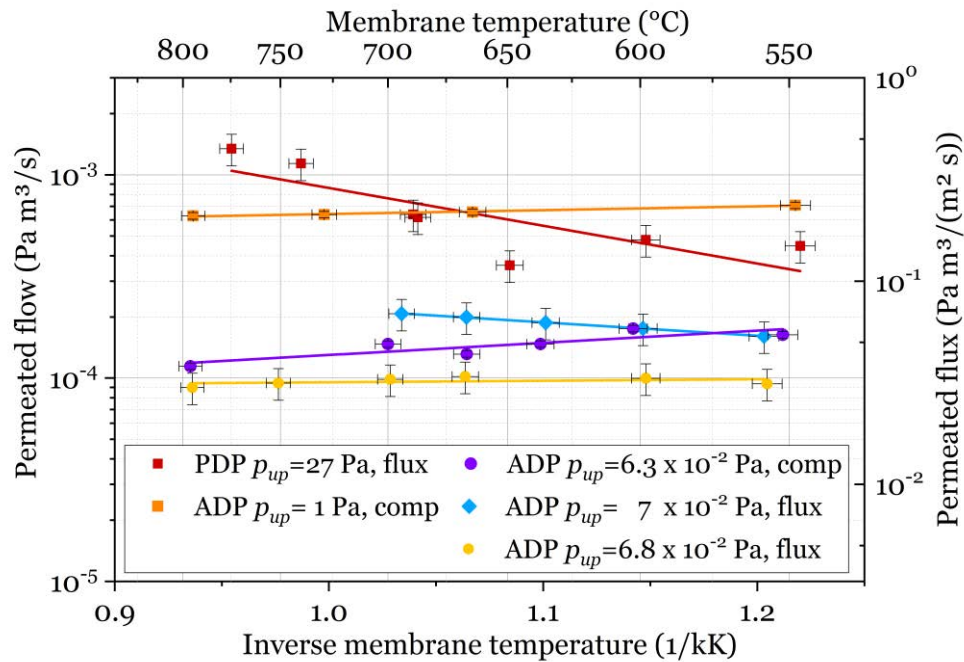 Membrane temperature (°C)
800 750 700 650 600 550
Permeated flow (Pa m³/s)
10⁻³
10⁻⁴
10⁻⁵
10⁰
10⁻¹
10⁻²
Permeated flux (Pa m³/(m² s))
PDP p_up=27 Pa, flux
ADP p_up= 1 Pa, comp
ADP p_up=6.3 x 10⁻² Pa, comp
ADP p_up= 7 x 10⁻² Pa, flux
ADP p_up=6.8 x 10⁻² Pa, flux
0.9 1.0 1.1 1.2
Inverse membrane temperature (1/kK)